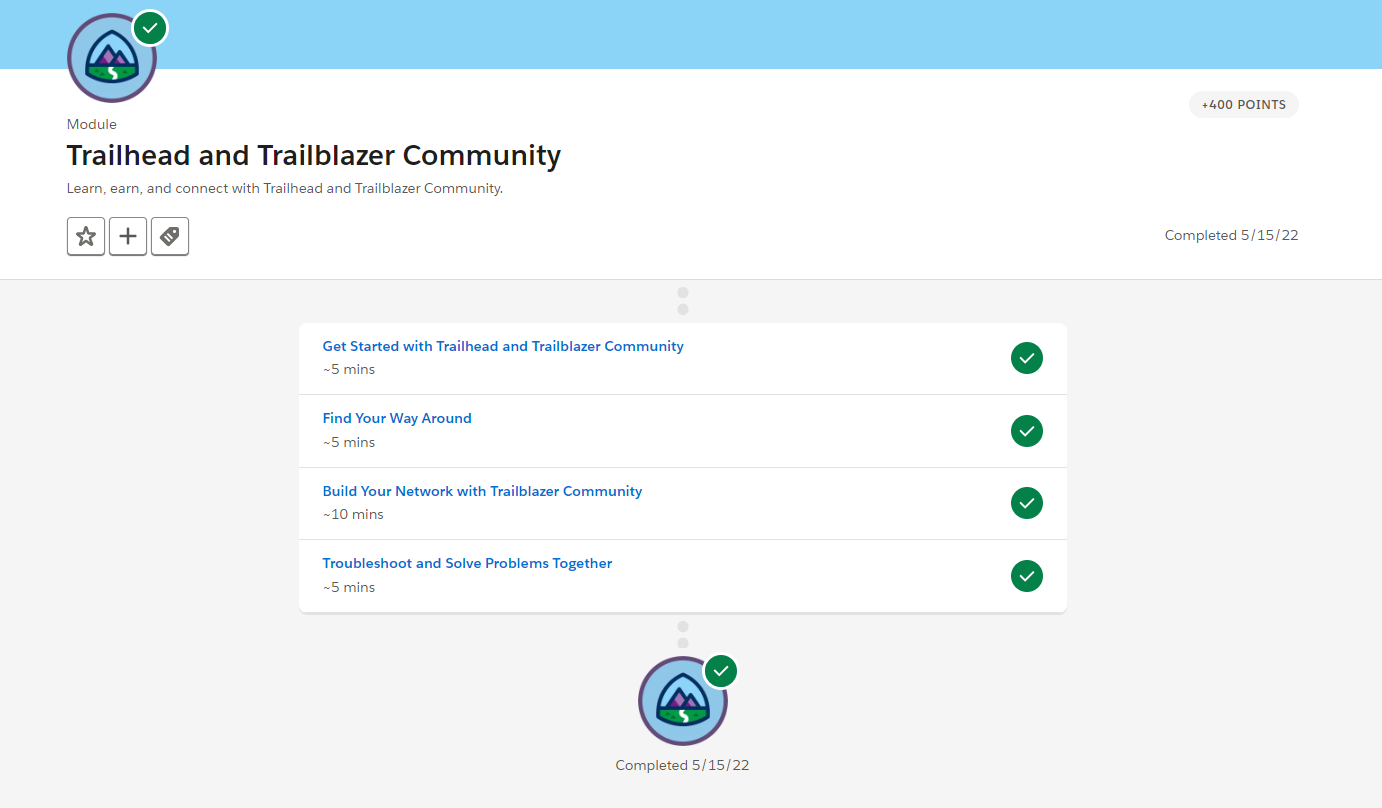 +400 POINTS
Module
Trailhead and Trailblazer Community
Learn, earn, and connect with Trailhead and Trailblazer Community.
Completed 5/15/22
Get Started with Trailhead and Trailblazer Community
~5 mins
Find Your Way Around
~5 mins
Build Your Network with Trailblazer Community
~10 mins
Troubleshoot and Solve Problems Together
~5 mins
Completed 5/15/22